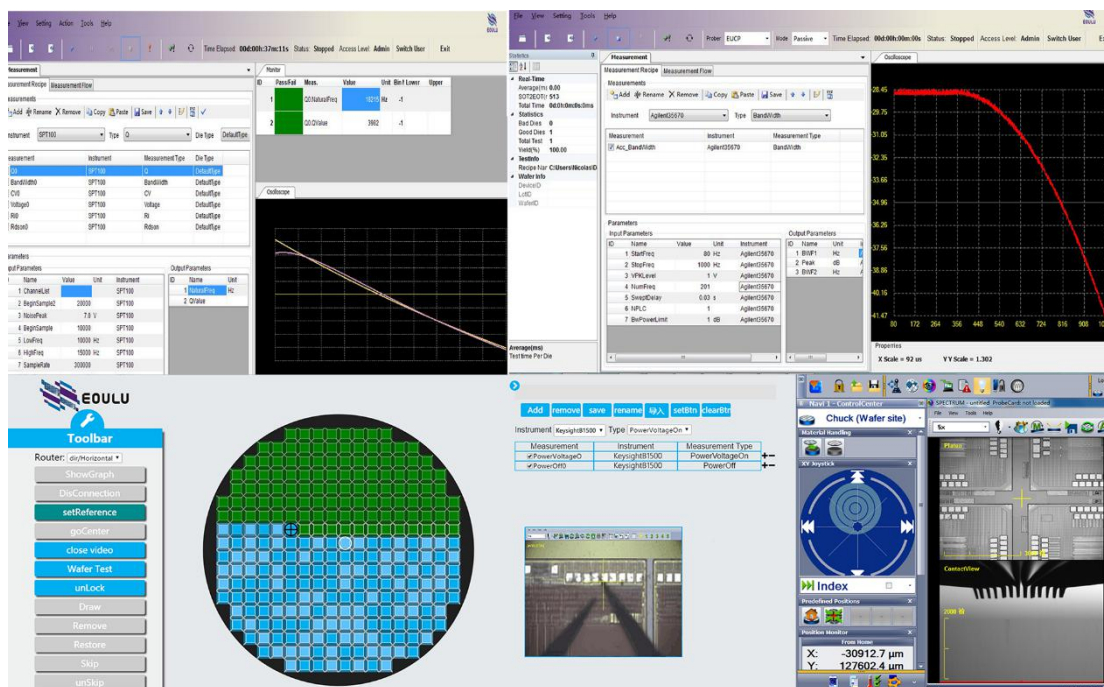 View Setting Action Tools Help
EOULU
Time Elapsed: 00d:00h:37m:11s Status: Stopped Access Level: Admin Switch User Exit
Measurement
Measurement Recipe Measurement Flow
Measurements
Add Rename Remove Copy Paste Save
Instrument SPT100 Type Q Die Type DefaultType
Measurement Instrument Measurement Type Die Type
Q0 SPT100 Q DefaultType
BandWidth0 SPT100 BandWidth DefaultType
CV0 SPT100 CV DefaultType
Voltage0 SPT100 Voltage DefaultType
Ri0 SPT100 Ri DefaultType
Rdson0 SPT100 Rdson DefaultType
Parameters
Input Parameters
Name Value Unit Instrument
1 ChannelList SPT100
2 BeginSample2 20000 SPT100
3 NoisePeak 7.8 V SPT100
4 BeginSample 10000 SPT100
5 LowFreq 10000 Hz SPT100
6 HighFreq 15000 Hz SPT100
7 SampleRate 300000 SPT100
Output Parameters
ID Name Unit
1 NaturalFreq Hz
2 QValue
Monitor
ID Pass/Fail Meas. Value Unit Bin# Lower Upper
1 Q0.NaturalFreq 10215 Hz -1
2 Q0.QValue 3662 -1
Oscilloscope
File View Setting Tools Help
EOULU
Prober EUCP Mode Passive Time Elapsed: 00d:00h:00m:00s Status: Stopped Access Level: Admin Switch User
Statistics
Real-Time
Average(ms) 0.00
SOT2EOT( 513
Total Time 0d:0h:0m:0s:0ms
Statistics
Bad Dies 0
Good Dies 1
Total Test 1
Yield(%) 100.00
TestInfo
Recipe Nar C:\Users\Nicolas\D
Wafer Info
DeviceID
LotID
WaferID
Average(ms)
Test time Per Die
Measurement
Measurement Recipe Measurement Flow
Measurements
Add Rename Remove Copy Paste Save
Instrument Agilent35670 Type BandWidth
Measurement Instrument Measurement Type
Acc_BandWidth Agilent35670 BandWidth
Parameters
Input Parameters
ID Name Value Unit Instrument
1 StartFreq 80 Hz Agilent35670
2 StopFreq 1000 Hz Agilent35670
3 VPKLevel 1 V Agilent35670
4 NumFreq 201 Agilent35670
5 SweptDelay 0.03 s Agilent35670
6 NPLC 1 Agilent35670
7 BwPowerLimit 1 dB Agilent35670
Output Parameters
ID Name Unit
1 BWF1 Hz
2 Peak dB
3 BWF2 Hz
Oscilloscope
-28.45
-31.05
-32.35
-33.66
-34.96
-36.26
-37.56
-38.86
-40.16
-41.47
80 172 264 356 448 540 632 724 816 908
Properties
X Scale = 92 us Y Scale = 1.302
EOULU
Toolbar
Router: dir/Horizontal
ShowGraph
DisConnection
setReference
goCenter
close video
Wafer Test
unLock
Draw
Remove
Restore
Skip
unSkip
Add remove save rename 导入 setBtn clearBtn
Instrument KeysightB1500 Type PowerVoltageOn
Measurement Instrument Measurement Type
PowerVoltageO KeysightB1500 PowerVoltageOn
PowerOff0 KeysightB1500 PowerOff
Navi 1 - ControlCenter
Chuck (Wafer site)
Material Handling
XY Joystick
Index
Predefined Positions
Position Monitor
From Home
X: -30912.7 µm
Y: 127602.4 µm
SPECTRUM - untitled ProbeCard: not loaded
File View Tools Help
5x
ContactView